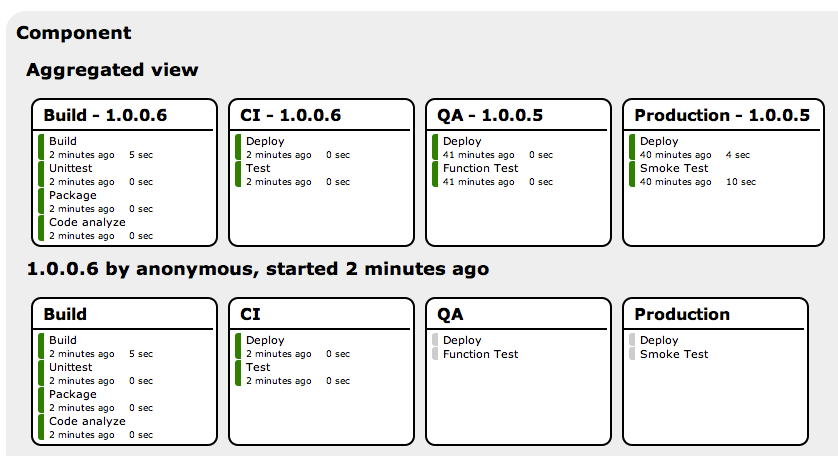 Component
Aggregated view
Build - 1.0.0.6
Build
2 minutes ago 5 sec
Unittest
2 minutes ago 0 sec
Package
2 minutes ago 0 sec
Code analyze
2 minutes ago 0 sec
CI - 1.0.0.6
Deploy
2 minutes ago 0 sec
Test
2 minutes ago 0 sec
QA - 1.0.0.5
Deploy
41 minutes ago 0 sec
Function Test
41 minutes ago 0 sec
Production - 1.0.0.5
Deploy
40 minutes ago 4 sec
Smoke Test
40 minutes ago 10 sec
1.0.0.6 by anonymous, started 2 minutes ago
Build
Build
2 minutes ago 5 sec
Unittest
2 minutes ago 0 sec
Package
2 minutes ago 0 sec
Code analyze
2 minutes ago 0 sec
CI
Deploy
2 minutes ago 0 sec
Test
2 minutes ago 0 sec
QA
Deploy
Function Test
Production
Deploy
Smoke Test